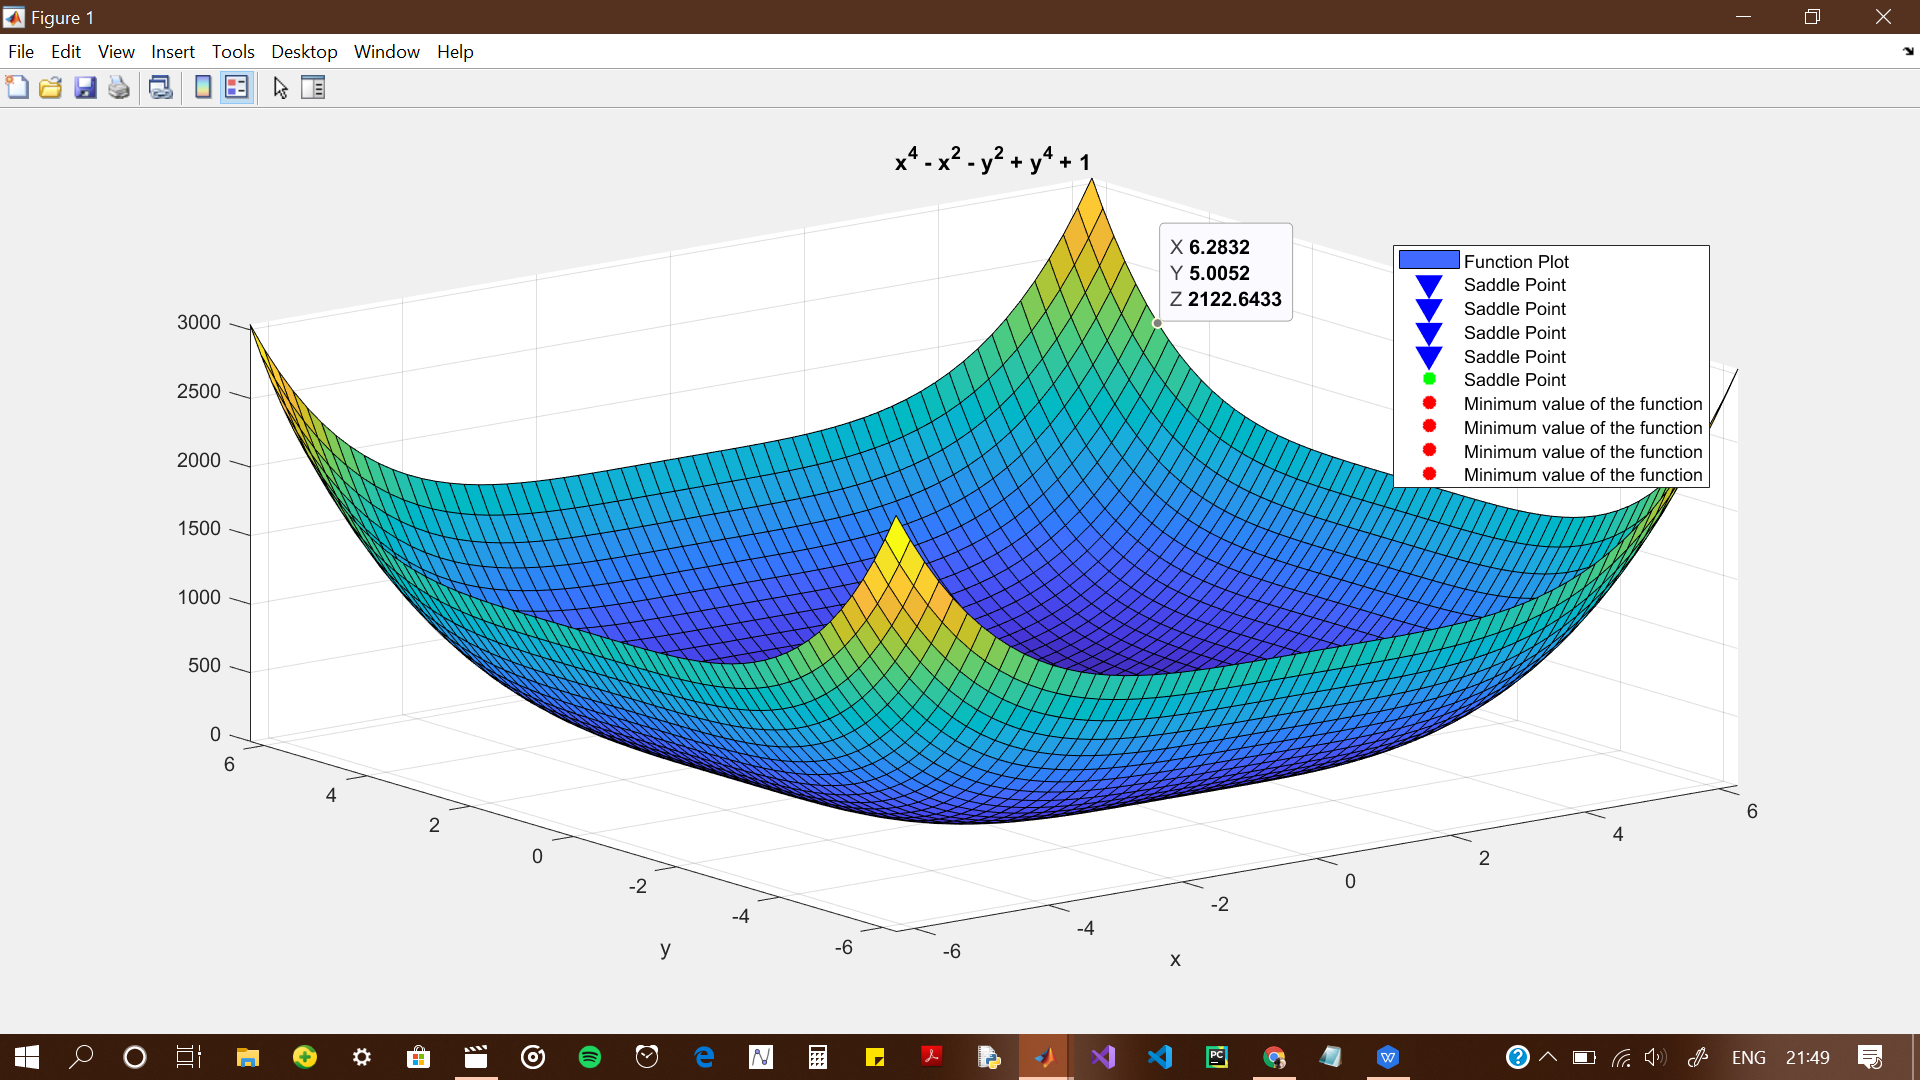 Figure 1
File Edit View Insert Tools Desktop Window Help
x^4 - x^2 - y^2 + y^4 + 1
X 6.2832
Y 5.0052
Z 2122.6433
Function Plot
Saddle Point
Saddle Point
Saddle Point
Saddle Point
Saddle Point
Minimum value of the function
Minimum value of the function
Minimum value of the function
Minimum value of the function
3000
2500
2000
1500
1000
500
0
6
4
2
0
-2
-4
-6
y
-6
-4
-2
0
2
4
6
x
PC
W
ENG 21:49